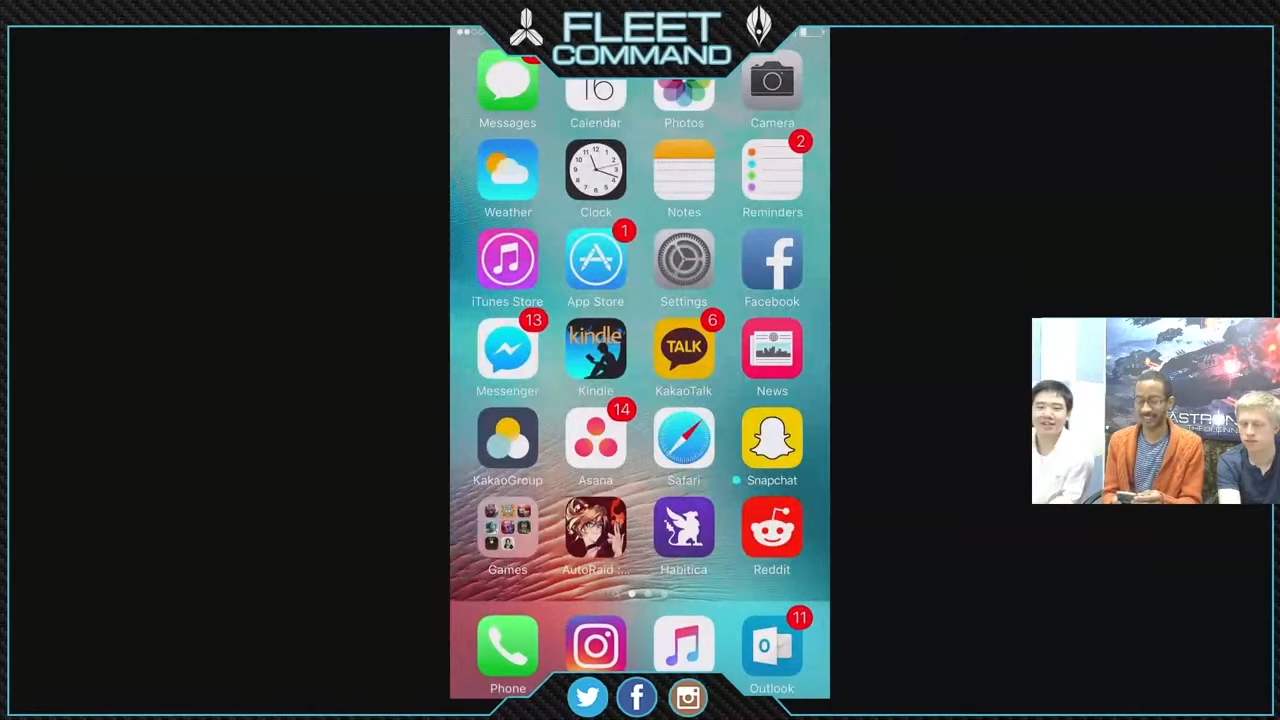 FLEET
COMMAND
16
Messages
Calendar
Photos
Camera
2
Weather
Clock
Notes
Reminders
1
iTunes Store
App Store
Settings
Facebook
13
kindle
TALK
6
Messenger
Kindle
KakaoTalk
News
14
KakaoGroup
Asana
Safari
Snapchat
Games
AutoRaid :...
Habitica
Reddit
11
Phone
Outlook
ASTRO